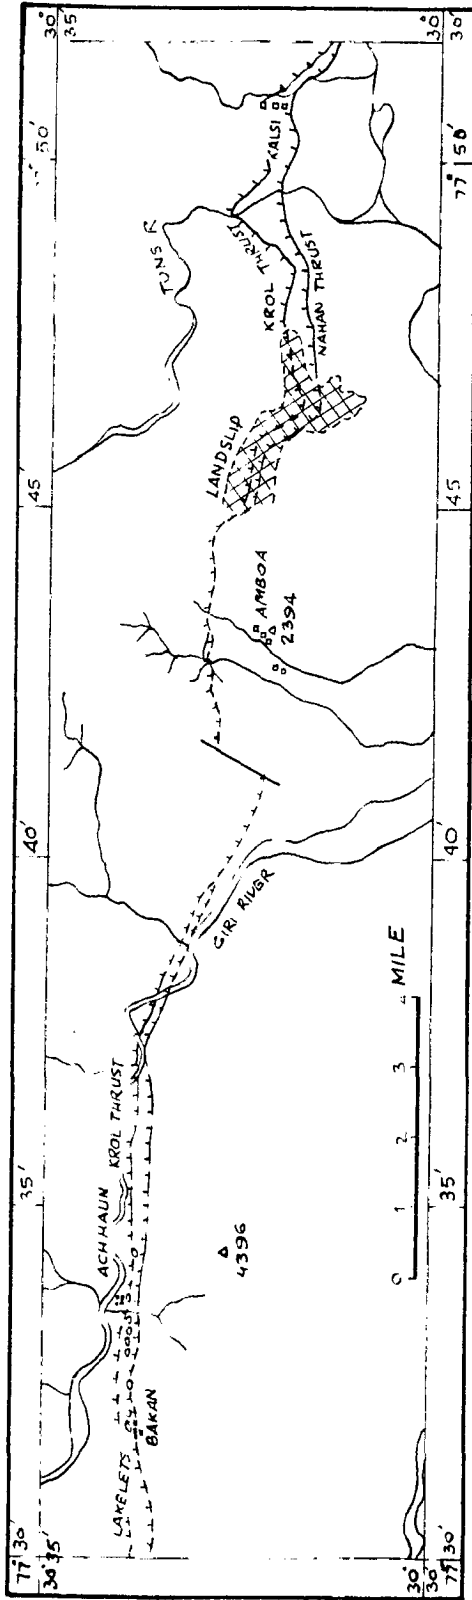 30° 35'
50'
45'
40'
35'
77° 30'
30° 35'
TONS R
KALSI
KROL THRUST
NAHAN THRUST
LANDSLIP
AMBOA
2394
GIRI RIVER
KROL THRUST
ACHHAUN
LAKELETS
BAKAN
4396
0 1 2 3 4 MILE
30° 30'
77° 50'
45'
40'
35'
77° 30'
30° 30'